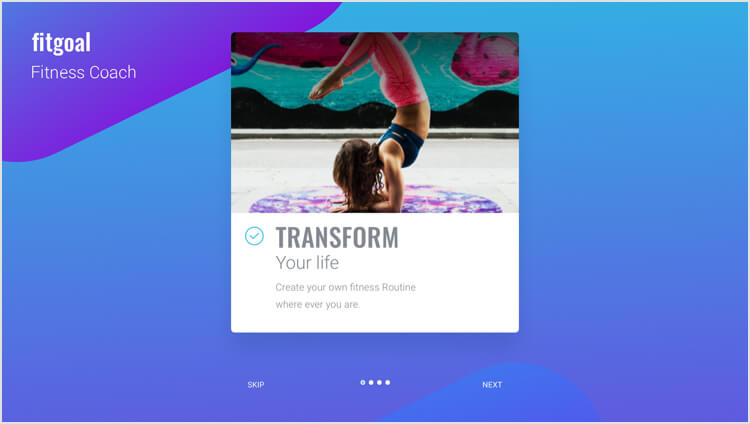 fitgoal
Fitness Coach
TRANSFORM
Your life
Create your own fitness Routine
where ever you are.
SKIP
NEXT